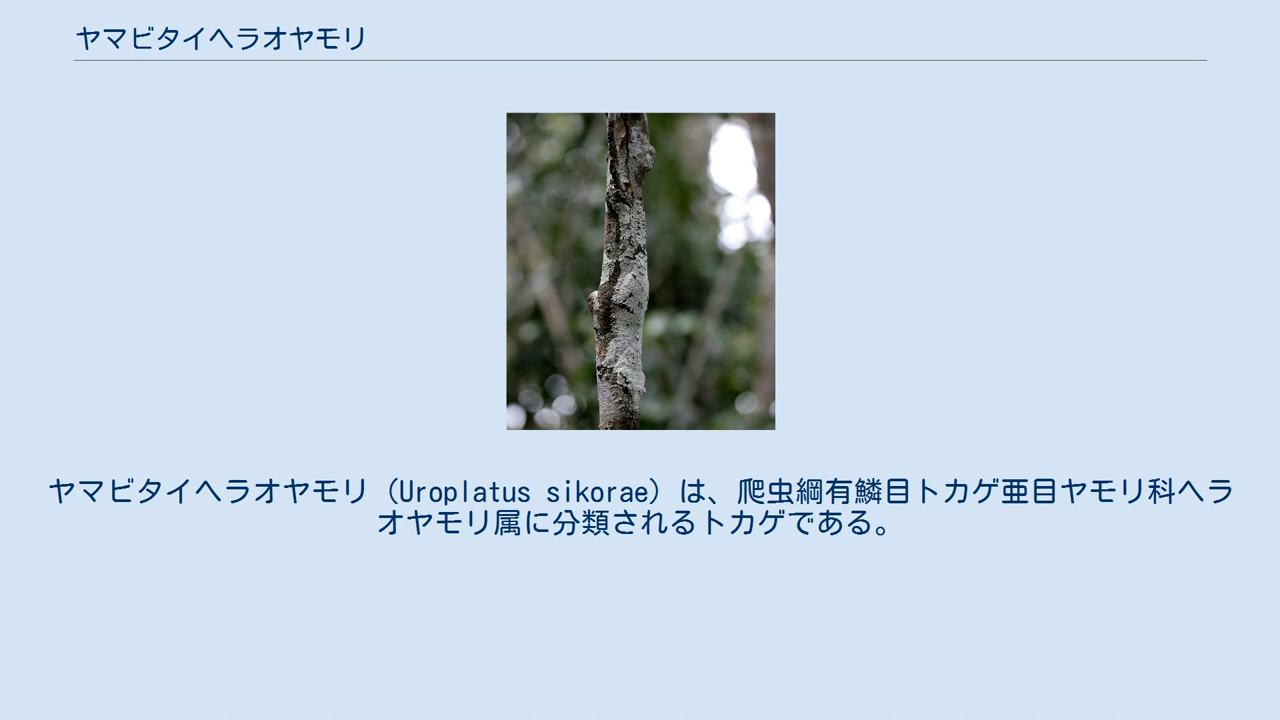 ヤマビタイヘラオヤモリ
ヤマビタイヘラオヤモリ（Uroplatus sikorae）は、爬虫綱有鱗目トカゲ亜目ヤモリ科ヘラ
オヤモリ属に分類されるトカゲである。